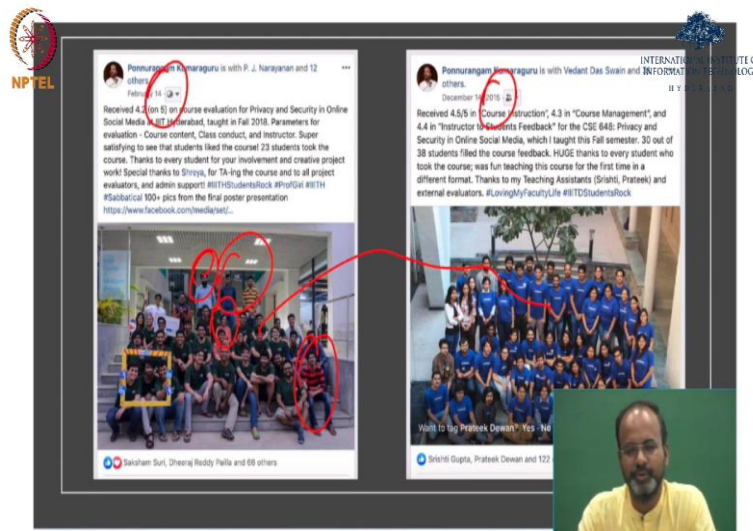 NPTEL
Ponnurangam Kumaraguru is with P. J. Narayanan and 12
others.
February 14
Received 4.2 (on 5) on course evaluation for Privacy and Security in Online
Social Media at IIIT Hyderabad, taught in Fall 2018. Parameters for
evaluation - Course content, Class conduct, and Instructor. Super
satisfying to see that students liked the course! 23 students took the
course. Thanks to every student for your involvement and creative project
work! Special thanks to Shreya, for TA-ing the course and to all project
evaluators, and admin support! #IIITHStudentsRock #ProfGiri #IIITH
#Sabbatical 100+ pics from the final poster presentation
https://www.facebook.com/media/set/...
Saksham Suri, Dheeraj Reddy Pailla and 66 others
Ponnurangam Kumaraguru is with Vedant Das Swain and
others.
December 14, 2015
Received 4.5/5 in "Course Instruction", 4.3 in "Course Management", and
4.4 in "Instructor to Students Feedback" for the CSE 648: Privacy and
Security in Online Social Media, which I taught this Fall semester. 30 out of
38 students filled the course feedback. HUGE thanks to every student who
took the course; was fun teaching this course for the first time in a
different format. Thanks to my Teaching Assistants (Srishti, Prateek) and
external evaluators. #LovingMyFacultyLife #IIITDStudentsRock
Want to tag Prateek Dewan? Yes - No
Srishti Gupta, Prateek Dewan and 122
INTERNATIONAL INSTITUTE O
INFORMATION TECHNOLOG
HYDERABAD